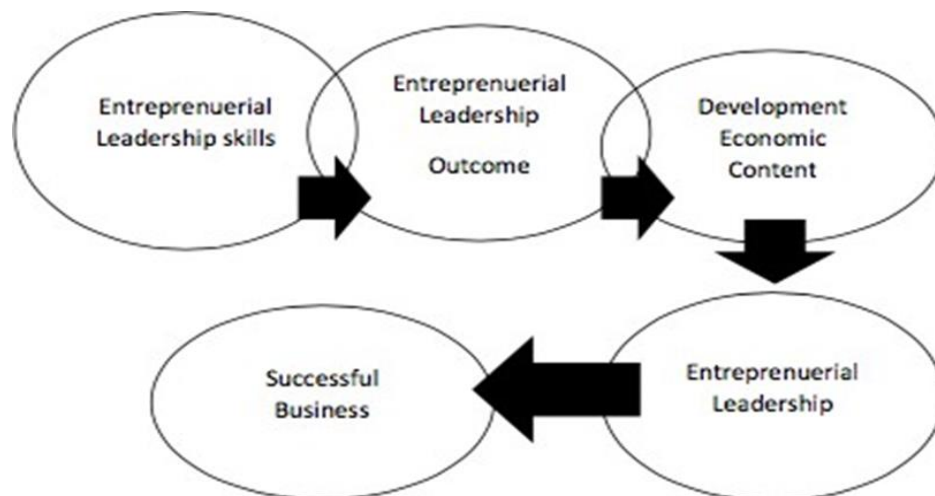 Entreprenuerial
Leadership skills
Entreprenuerial
Leadership
Outcome
Development
Economic
Content
Entreprenuerial
Leadership
Successful
Business